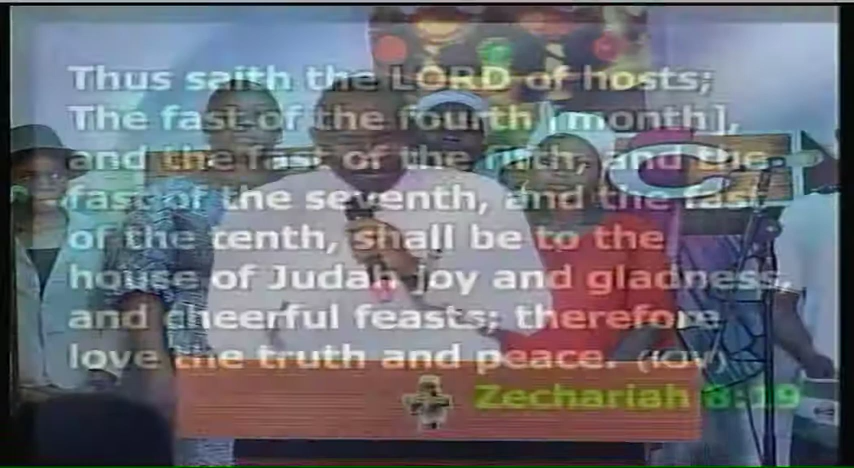 Thus saith the LORD of hosts;
The fast of the fourth [month],
and the fast of the fifth, and the
fast of the seventh, and the fast
of the tenth, shall be to the
house of Judah joy and gladness,
and cheerful feasts; therefore
love the truth and peace. (KJV)
Zechariah 8:19